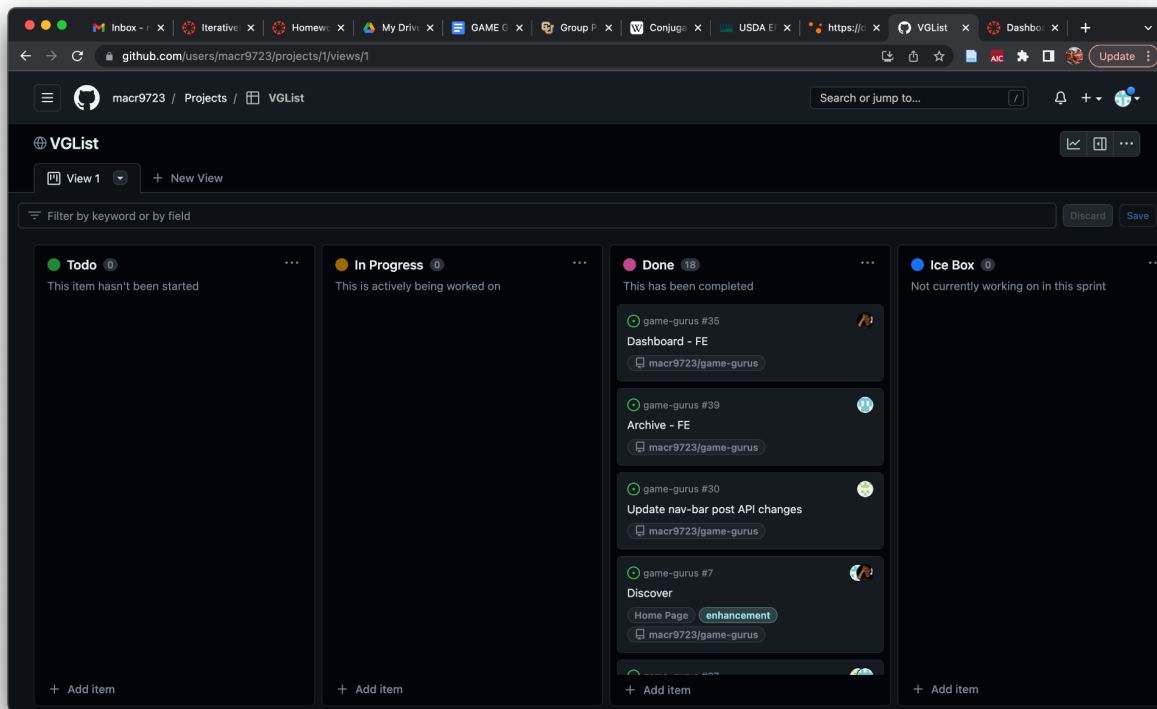 Inbox - n
Iterative
Homewo
My Drive
GAME G
Group P
Conjuga
USDA El
https://c
VGList
Dashboa
github.com/users/macr9723/projects/1/views/1
AIC
Update
macr9723 / Projects / VGList
Search or jump to...
/
VGList
View 1
New View
Filter by keyword or by field
Discard
Save
Todo 0
This item hasn't been started
In Progress 0
This is actively being worked on
Done 18
This has been completed
Ice Box 0
Not currently working on in this sprint
game-gurus #35
Dashboard - FE
macr9723/game-gurus
game-gurus #39
Archive - FE
macr9723/game-gurus
game-gurus #30
Update nav-bar post API changes
macr9723/game-gurus
game-gurus #7
Discover
Home Page
enhancement
macr9723/game-gurus
+ Add item
+ Add item
+ Add item
+ Add item